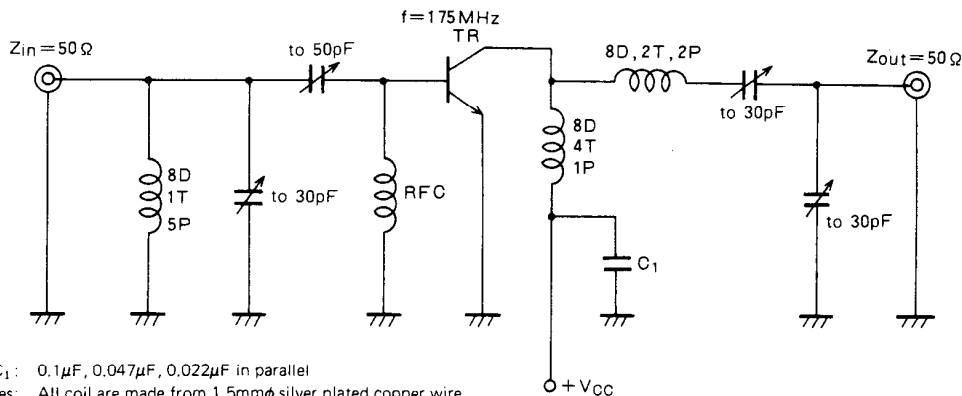 f=175MHz
TR
Zin=50Ω
to 50pF
8D, 2T, 2P
Zout=50Ω
to 30pF
8D
4T
1P
8D
1T
5P
to 30pF
RFC
to 30pF
C1
C1: 0.1μF, 0.047μF, 0.022μF in parallel
All coil are made from 1.5mmφ silver plated copper wire
+VCC